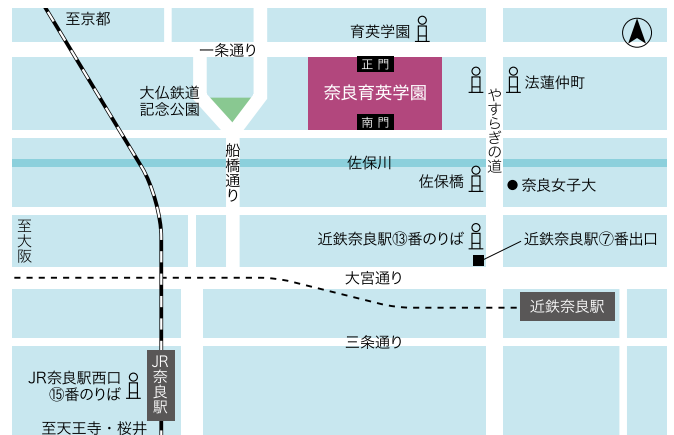 至京都
育英学園
一条通り
正門
大仏鉄道
記念公園
奈良育英学園
法蓮仲町
やすらぎの道
南門
船橋通り
佐保川
佐保橋
奈良女子大
至大阪
近鉄奈良駅⑬番のりば
近鉄奈良駅⑦番出口
大宮通り
近鉄奈良駅
三条通り
JR奈良駅
JR奈良駅西口
⑮番のりば
至天王寺・桜井